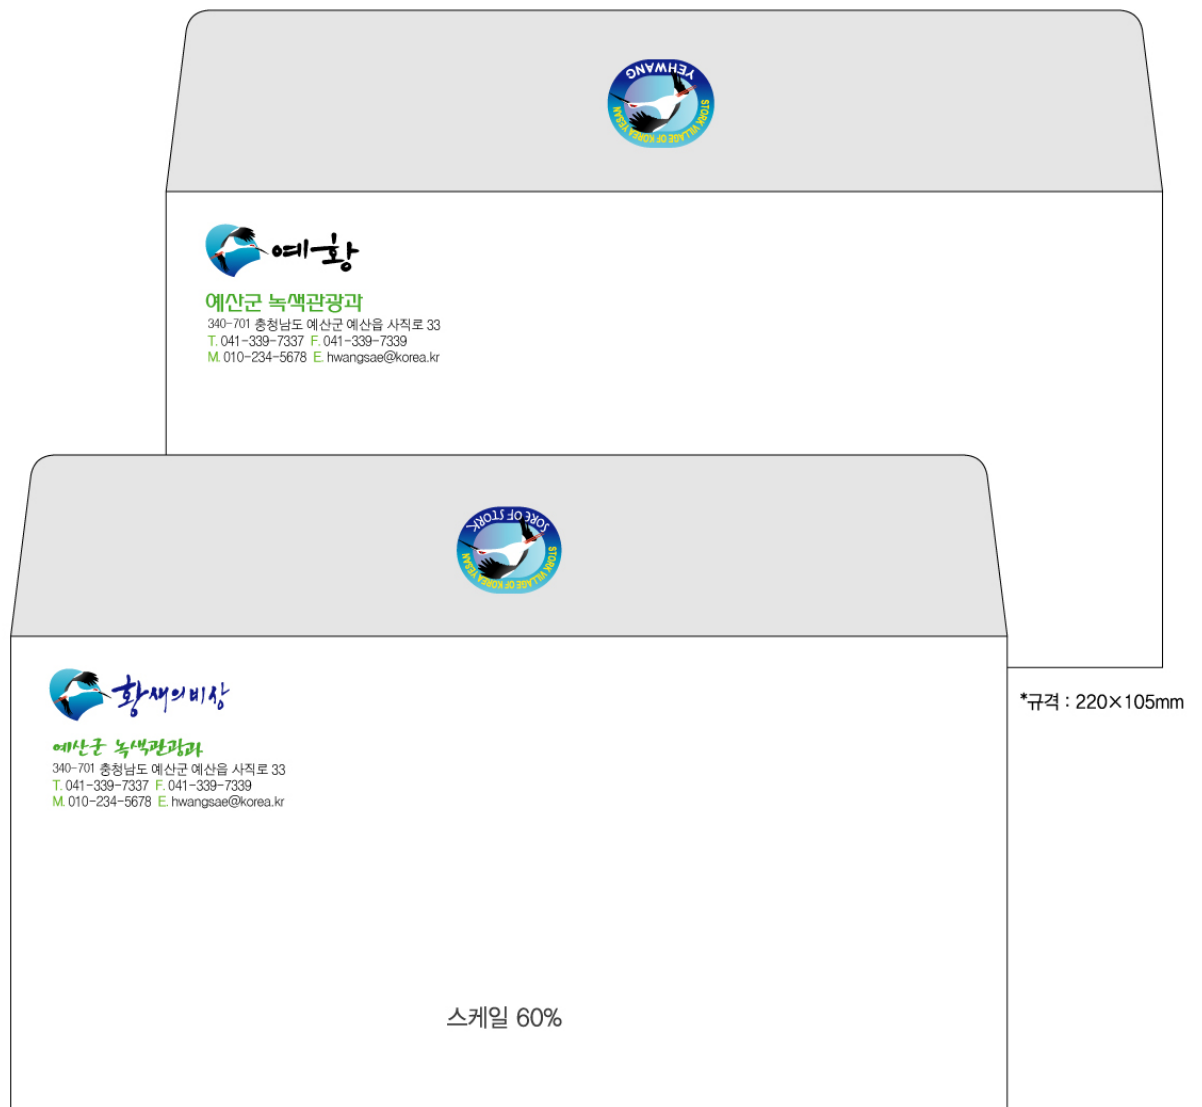 YEHWANG
STORK VILLAGE OF KOREA YESAN
예황
예산군 녹색관광과
340-701 충청남도 예산군 예산읍 사직로 33
T. 041-339-7337 F. 041-339-7339
M. 010-234-5678 E. hwangsae@korea.kr
SORE OF STORK
STORK VILLAGE OF KOREA YESAN
황새의비상
예산군 녹색관광과
340-701 충청남도 예산군 예산읍 사직로 33
T. 041-339-7337 F. 041-339-7339
M. 010-234-5678 E. hwangsae@korea.kr
*규격 : 220×105mm
스케일 60%